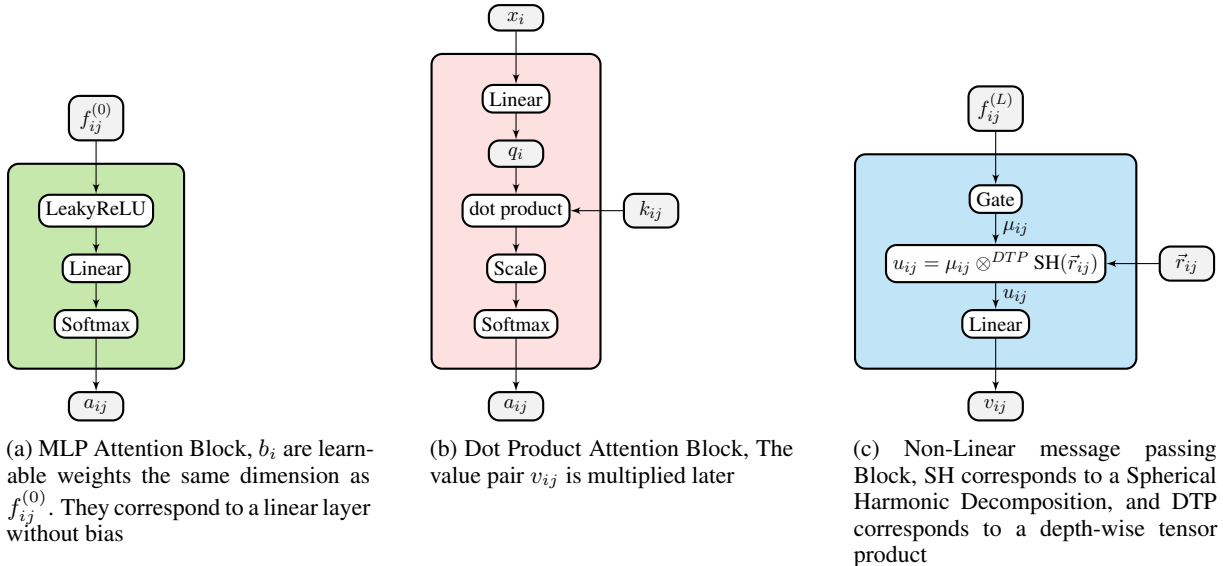 f_{ij}^{(0)}
LeakyReLU
Linear
Softmax
a_{ij}
(a) MLP Attention Block, b_i are learn-
able weights the same dimension as
f_{ij}^{(0)}. They correspond to a linear layer
without bias
x_i
Linear
q_i
dot product
k_{ij}
Scale
Softmax
a_{ij}
(b) Dot Product Attention Block, The
value pair v_{ij} is multiplied later
f_{ij}^{(L)}
Gate
μ_{ij}
u_{ij} = μ_{ij} ⊗^{DTP} SH(\vec{r}_{ij})
\vec{r}_{ij}
u_{ij}
Linear
v_{ij}
(c) Non-Linear message passing
Block, SH corresponds to a Spherical
Harmonic Decomposition, and DTP
corresponds to a depth-wise tensor
product